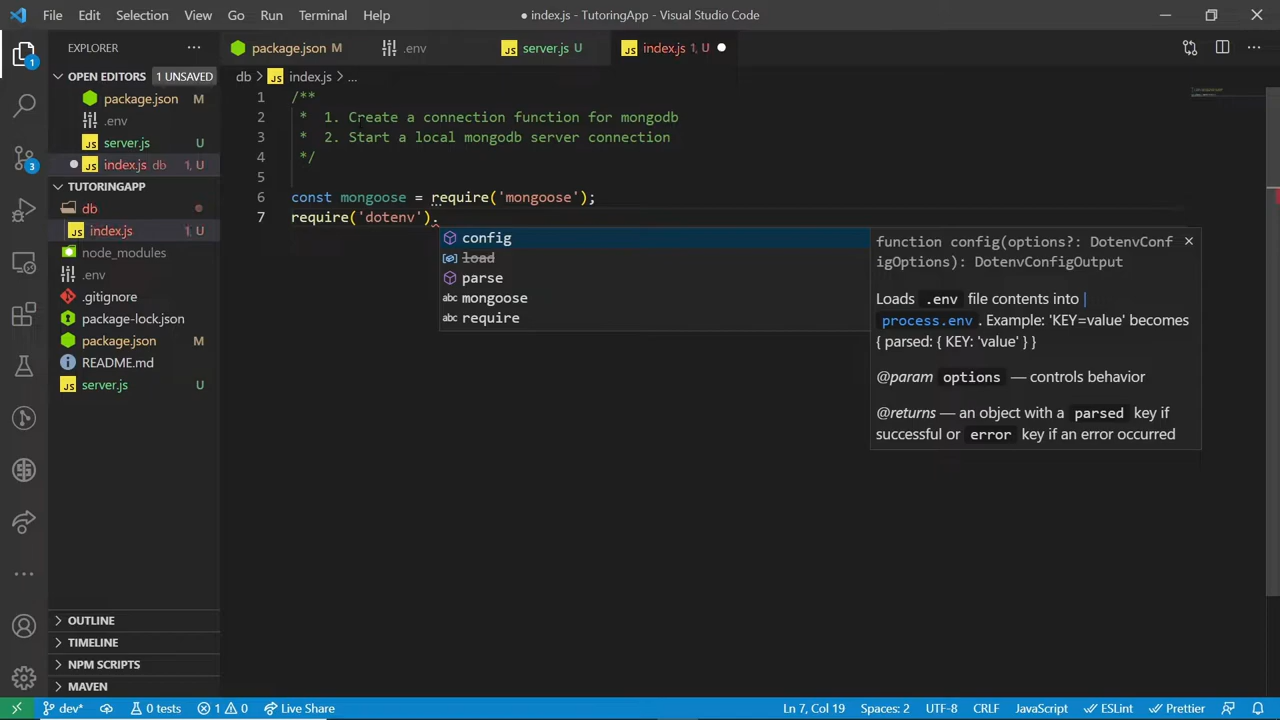 File Edit Selection View Go Run Terminal Help
● index.js - TutoringApp - Visual Studio Code
EXPLORER
OPEN EDITORS 1 UNSAVED
package.json M
.env
server.js U
index.js db 1, U
TUTORINGAPP
db
index.js 1, U
node_modules
.env
.gitignore
package-lock.json
package.json M
README.md
server.js U
OUTLINE
TIMELINE
NPM SCRIPTS
MAVEN
1
3
package.json M .env server.js U index.js 1, U
db > JS index.js > ...
1 /**
2 * 1. Create a connection function for mongodb
3 * 2. Start a local mongodb server connection
4 */
5
6 const mongoose = require('mongoose');
7 require('dotenv').
config
load
parse
abc mongoose
abc require
function config(options?: DotenvConf
igOptions): DotenvConfigOutput
Loads .env file contents into |
process.env . Example: 'KEY=value' becomes
{ parsed: { KEY: 'value' } }
@param options — controls behavior
@returns — an object with a parsed key if
successful or error key if an error occurred
dev* 0 tests 1 0 Live Share Ln 7, Col 19 Spaces: 2 UTF-8 CRLF JavaScript ESLint Prettier